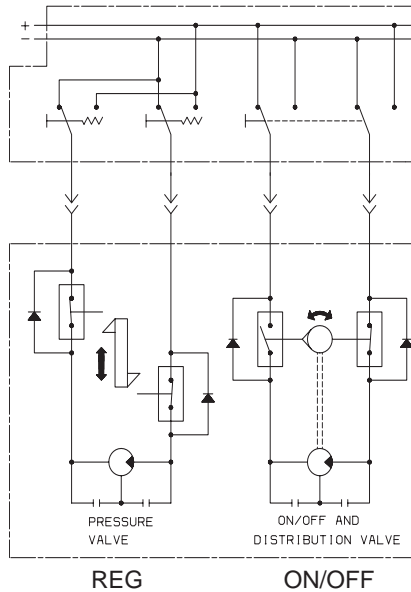 +
−
PRESSURE
VALVE
ON/OFF AND
DISTRIBUTION VALVE
REG
ON/OFF